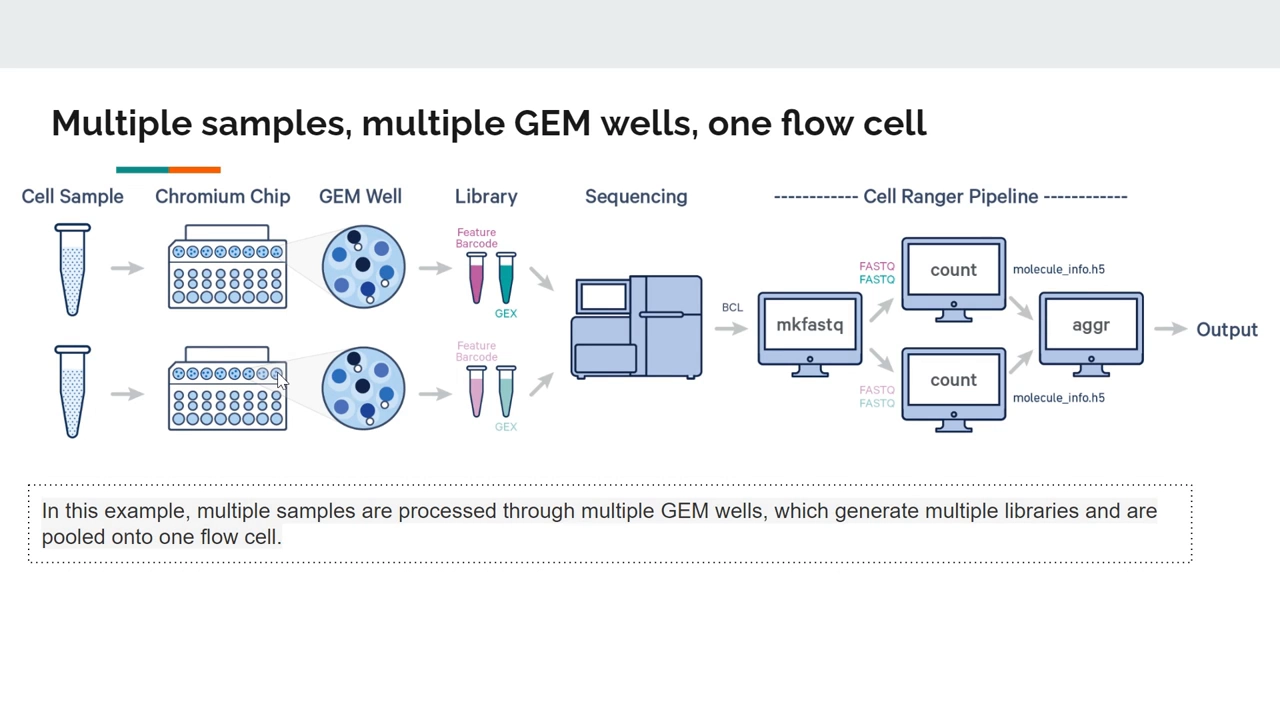 Multiple samples, multiple GEM wells, one flow cell
Cell Sample
Chromium Chip
GEM Well
Library
Sequencing
------------ Cell Ranger Pipeline ------------
Feature
Barcode
GEX
Feature
Barcode
GEX
BCL
mkfastq
FASTQ
FASTQ
count
molecule_info.h5
FASTQ
FASTQ
count
molecule_info.h5
aggr
Output
In this example, multiple samples are processed through multiple GEM wells, which generate multiple libraries and are
pooled onto one flow cell.